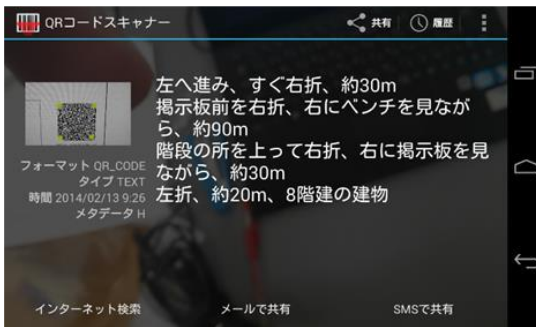 QRコードスキャナー
共有
履歴
左へ進み、すぐ右折、約30m
掲示板前を右折、右にベンチを見なが
ら、約90m
階段の所を上って右折、右に掲示板を見
ながら、約30m
左折、約20m、8階建の建物
フォーマット QR_CODE
タイプ TEXT
時間 2014/02/13 9:26
メタデータ H
インターネット検索
メールで共有
SMSで共有